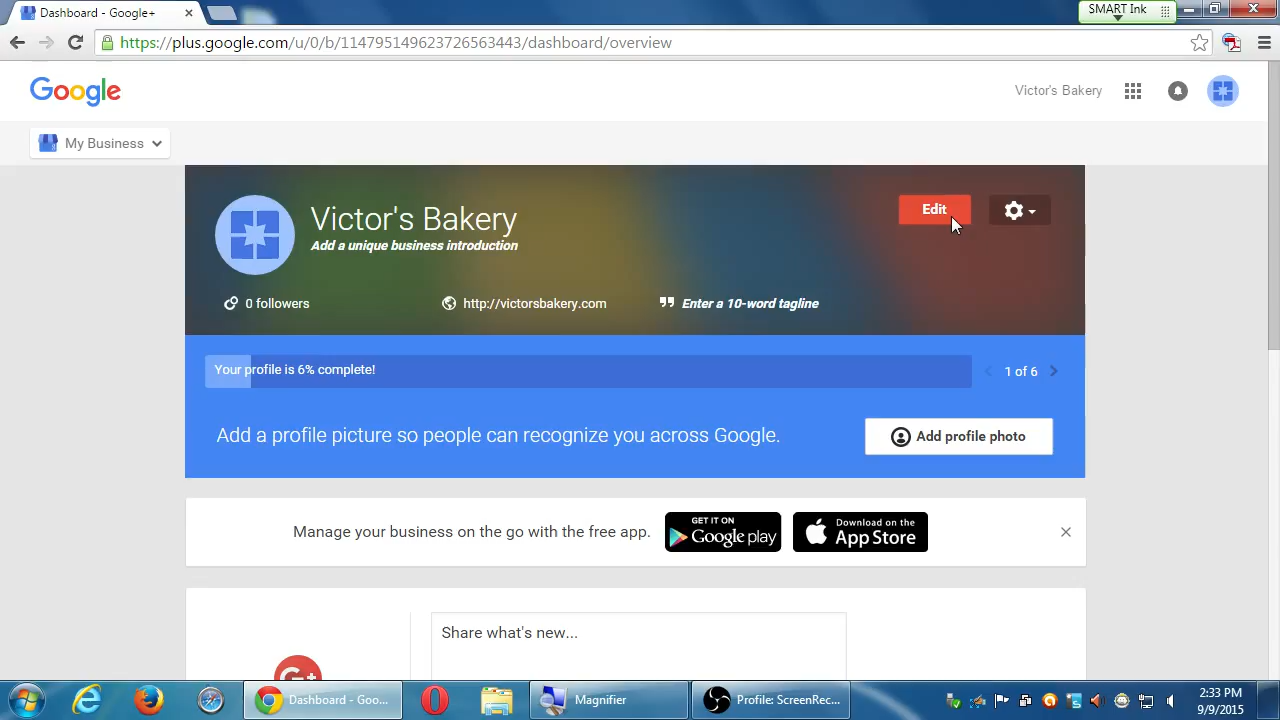 Dashboard - Google+
SMART Ink
https://plus.google.com/u/0/b/114795149623726563443/dashboard/overview
Google
Victor's Bakery
My Business
Victor's Bakery
Edit
Add a unique business introduction
0 followers
http://victorsbakery.com
Enter a 10-word tagline
Your profile is 6% complete!
1 of 6
Add a profile picture so people can recognize you across Google.
Add profile photo
Manage your business on the go with the free app.
GET IT ON
Google play
Download on the
App Store
Share what's new...
G+
Dashboard - Goo...
Magnifier
Profile: ScreenRec...
2:33 PM
9/9/2015